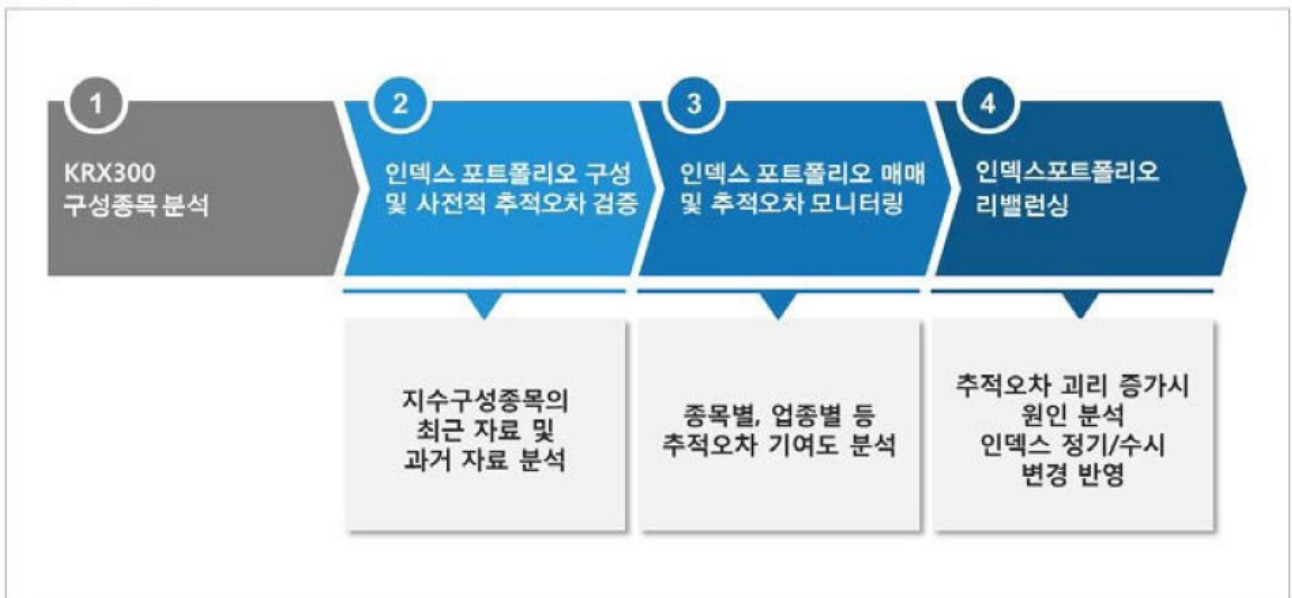 1
KRX300
구성종목 분석
2
인덱스 포트폴리오 구성
및 사전적 추적오차 검증
3
인덱스 포트폴리오 매매
및 추적오차 모니터링
4
인덱스포트폴리오
리밸런싱
지수구성종목의
최근 자료 및
과거 자료 분석
종목별, 업종별 등
추적오차 기여도 분석
추적오차 괴리 증가시
원인 분석
인덱스 정기/수시
변경 반영